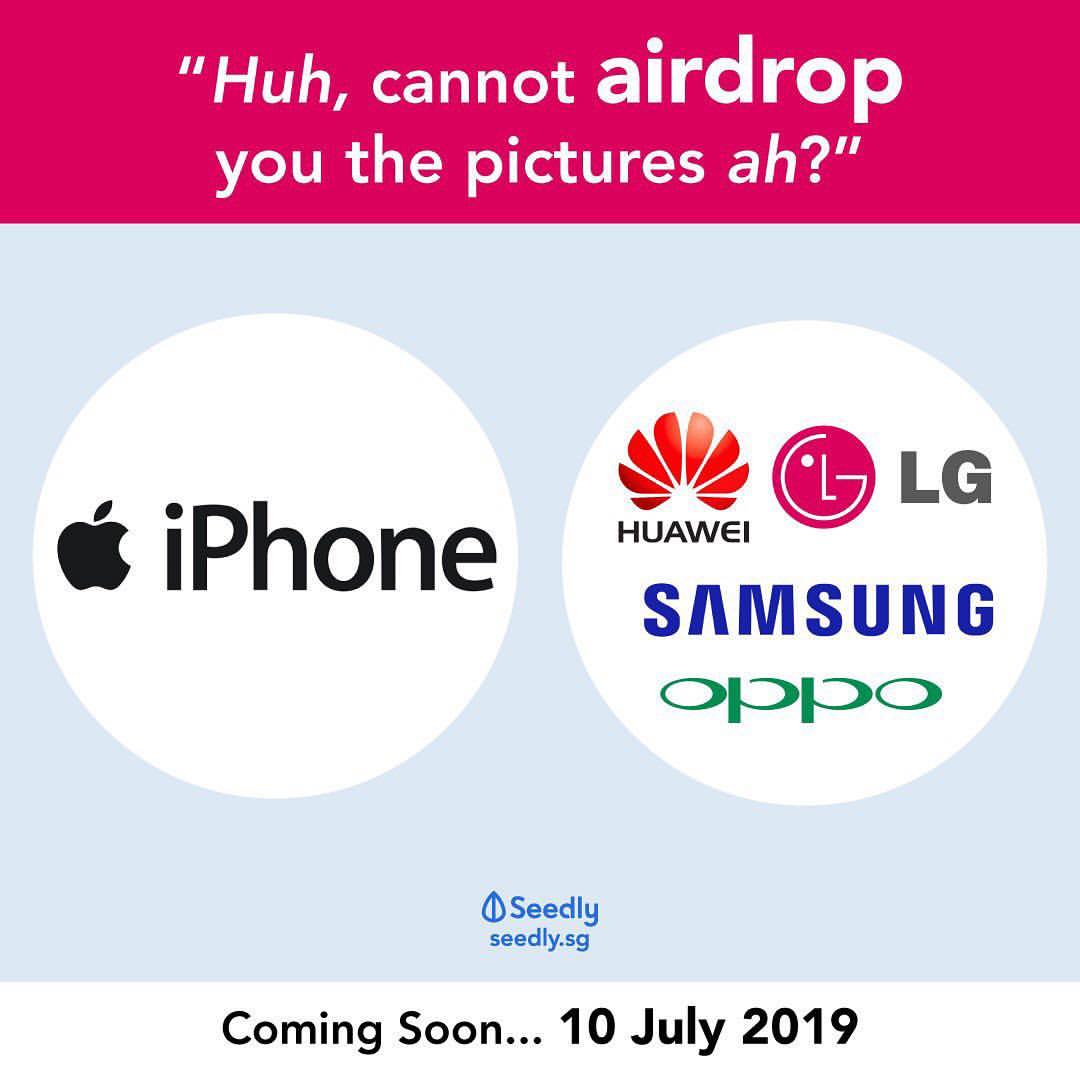 "Huh, cannot airdrop
you the pictures ah?"
iPhone
HUAWEI
LG LG
SAMSUNG
oppo
Seedly
seedly.sg
Coming Soon... 10 July 2019